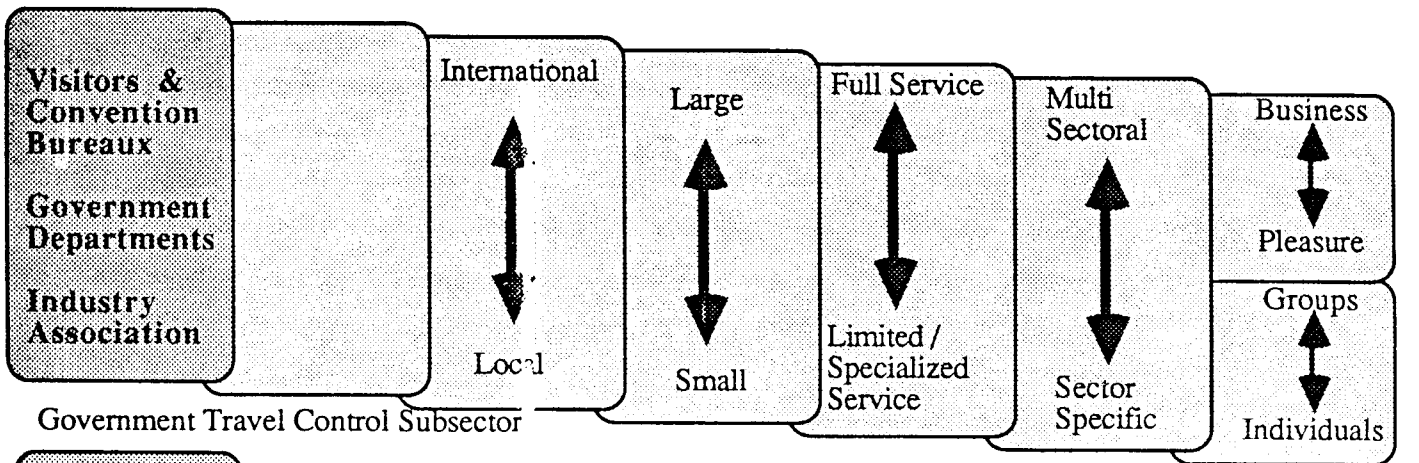 Visitors &
Convention
Bureaux
Government
Departments
Industry
Association
International
Local
Large
Small
Full Service
Limited /
Specialized
Service
Multi
Sectoral
Sector
Specific
Business
Pleasure
Groups
Individuals
Government Travel Control Subsector